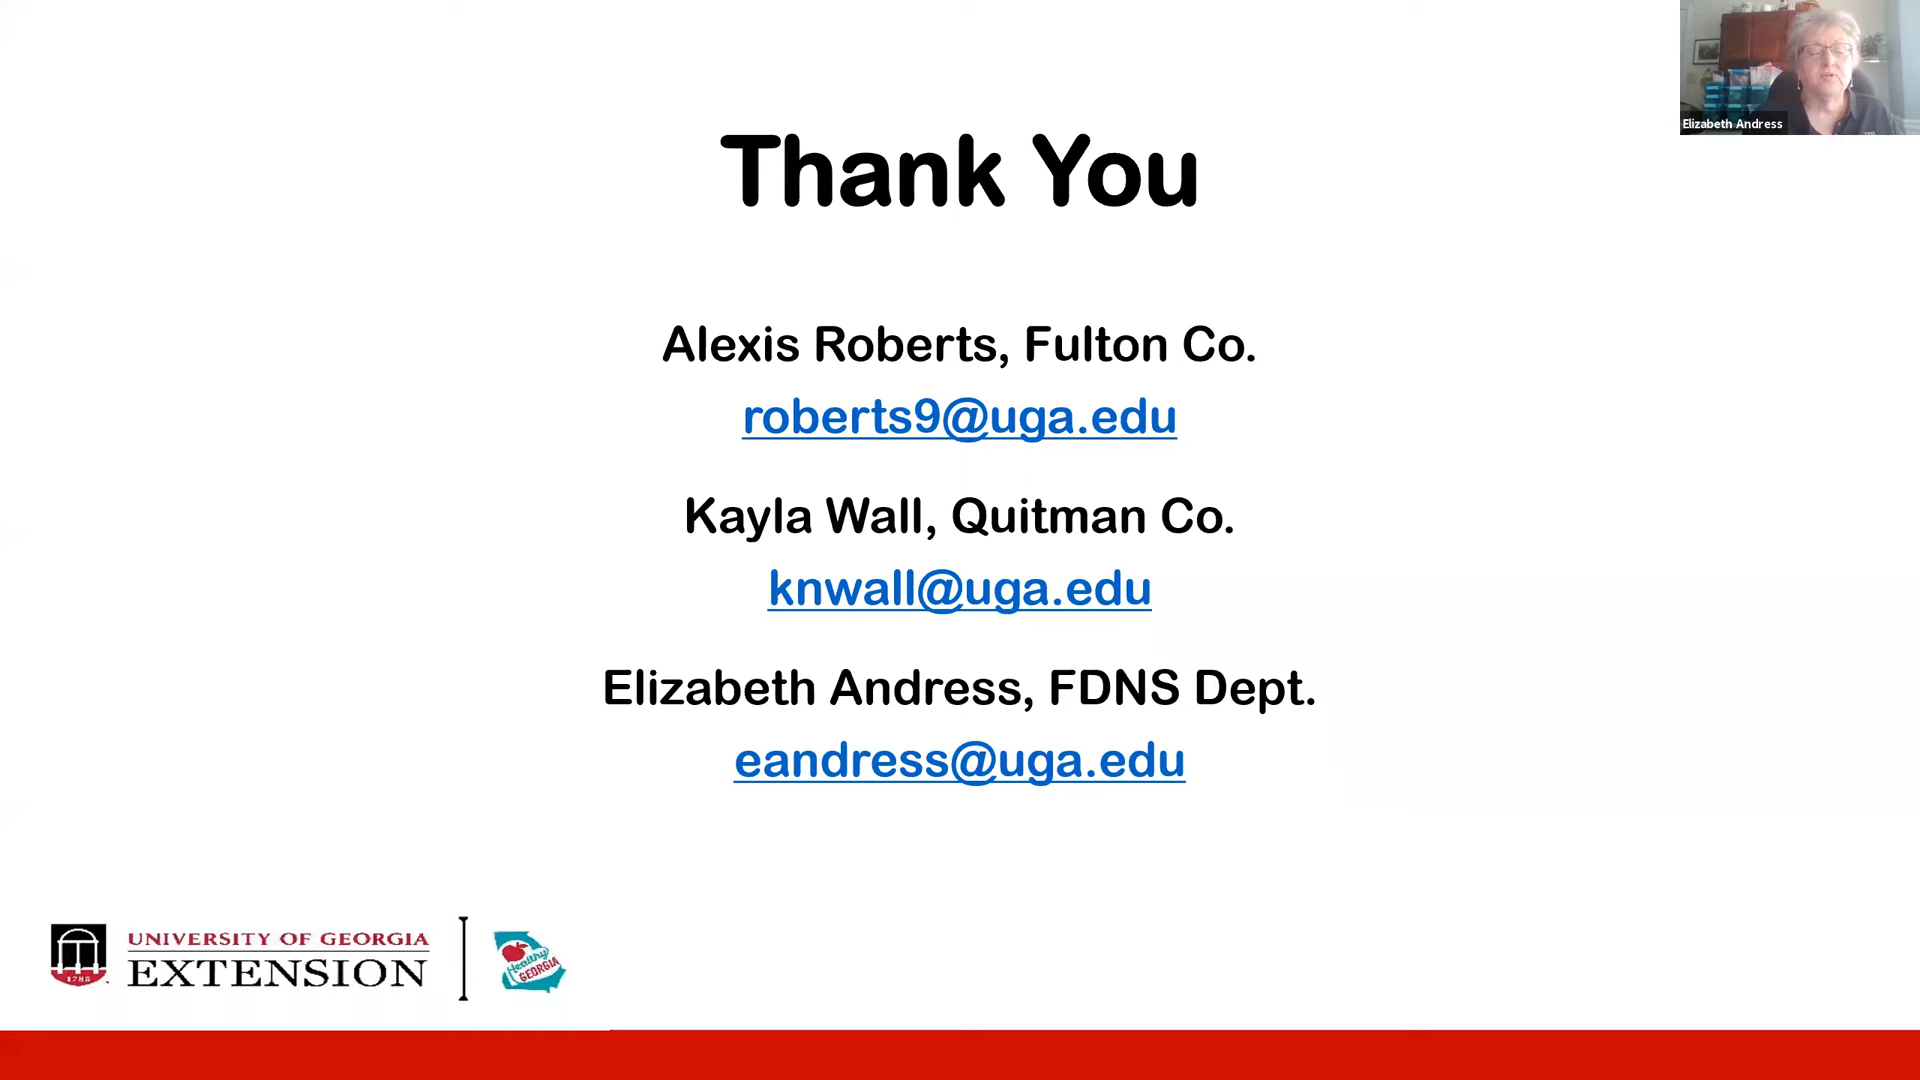 Elizabeth Andress
Thank You
Alexis Roberts, Fulton Co.
roberts9@uga.edu
Kayla Wall, Quitman Co.
knwall@uga.edu
Elizabeth Andress, FDNS Dept.
eandress@uga.edu
1785
UNIVERSITY OF GEORGIA
EXTENSION
Healthy
GEORGIA